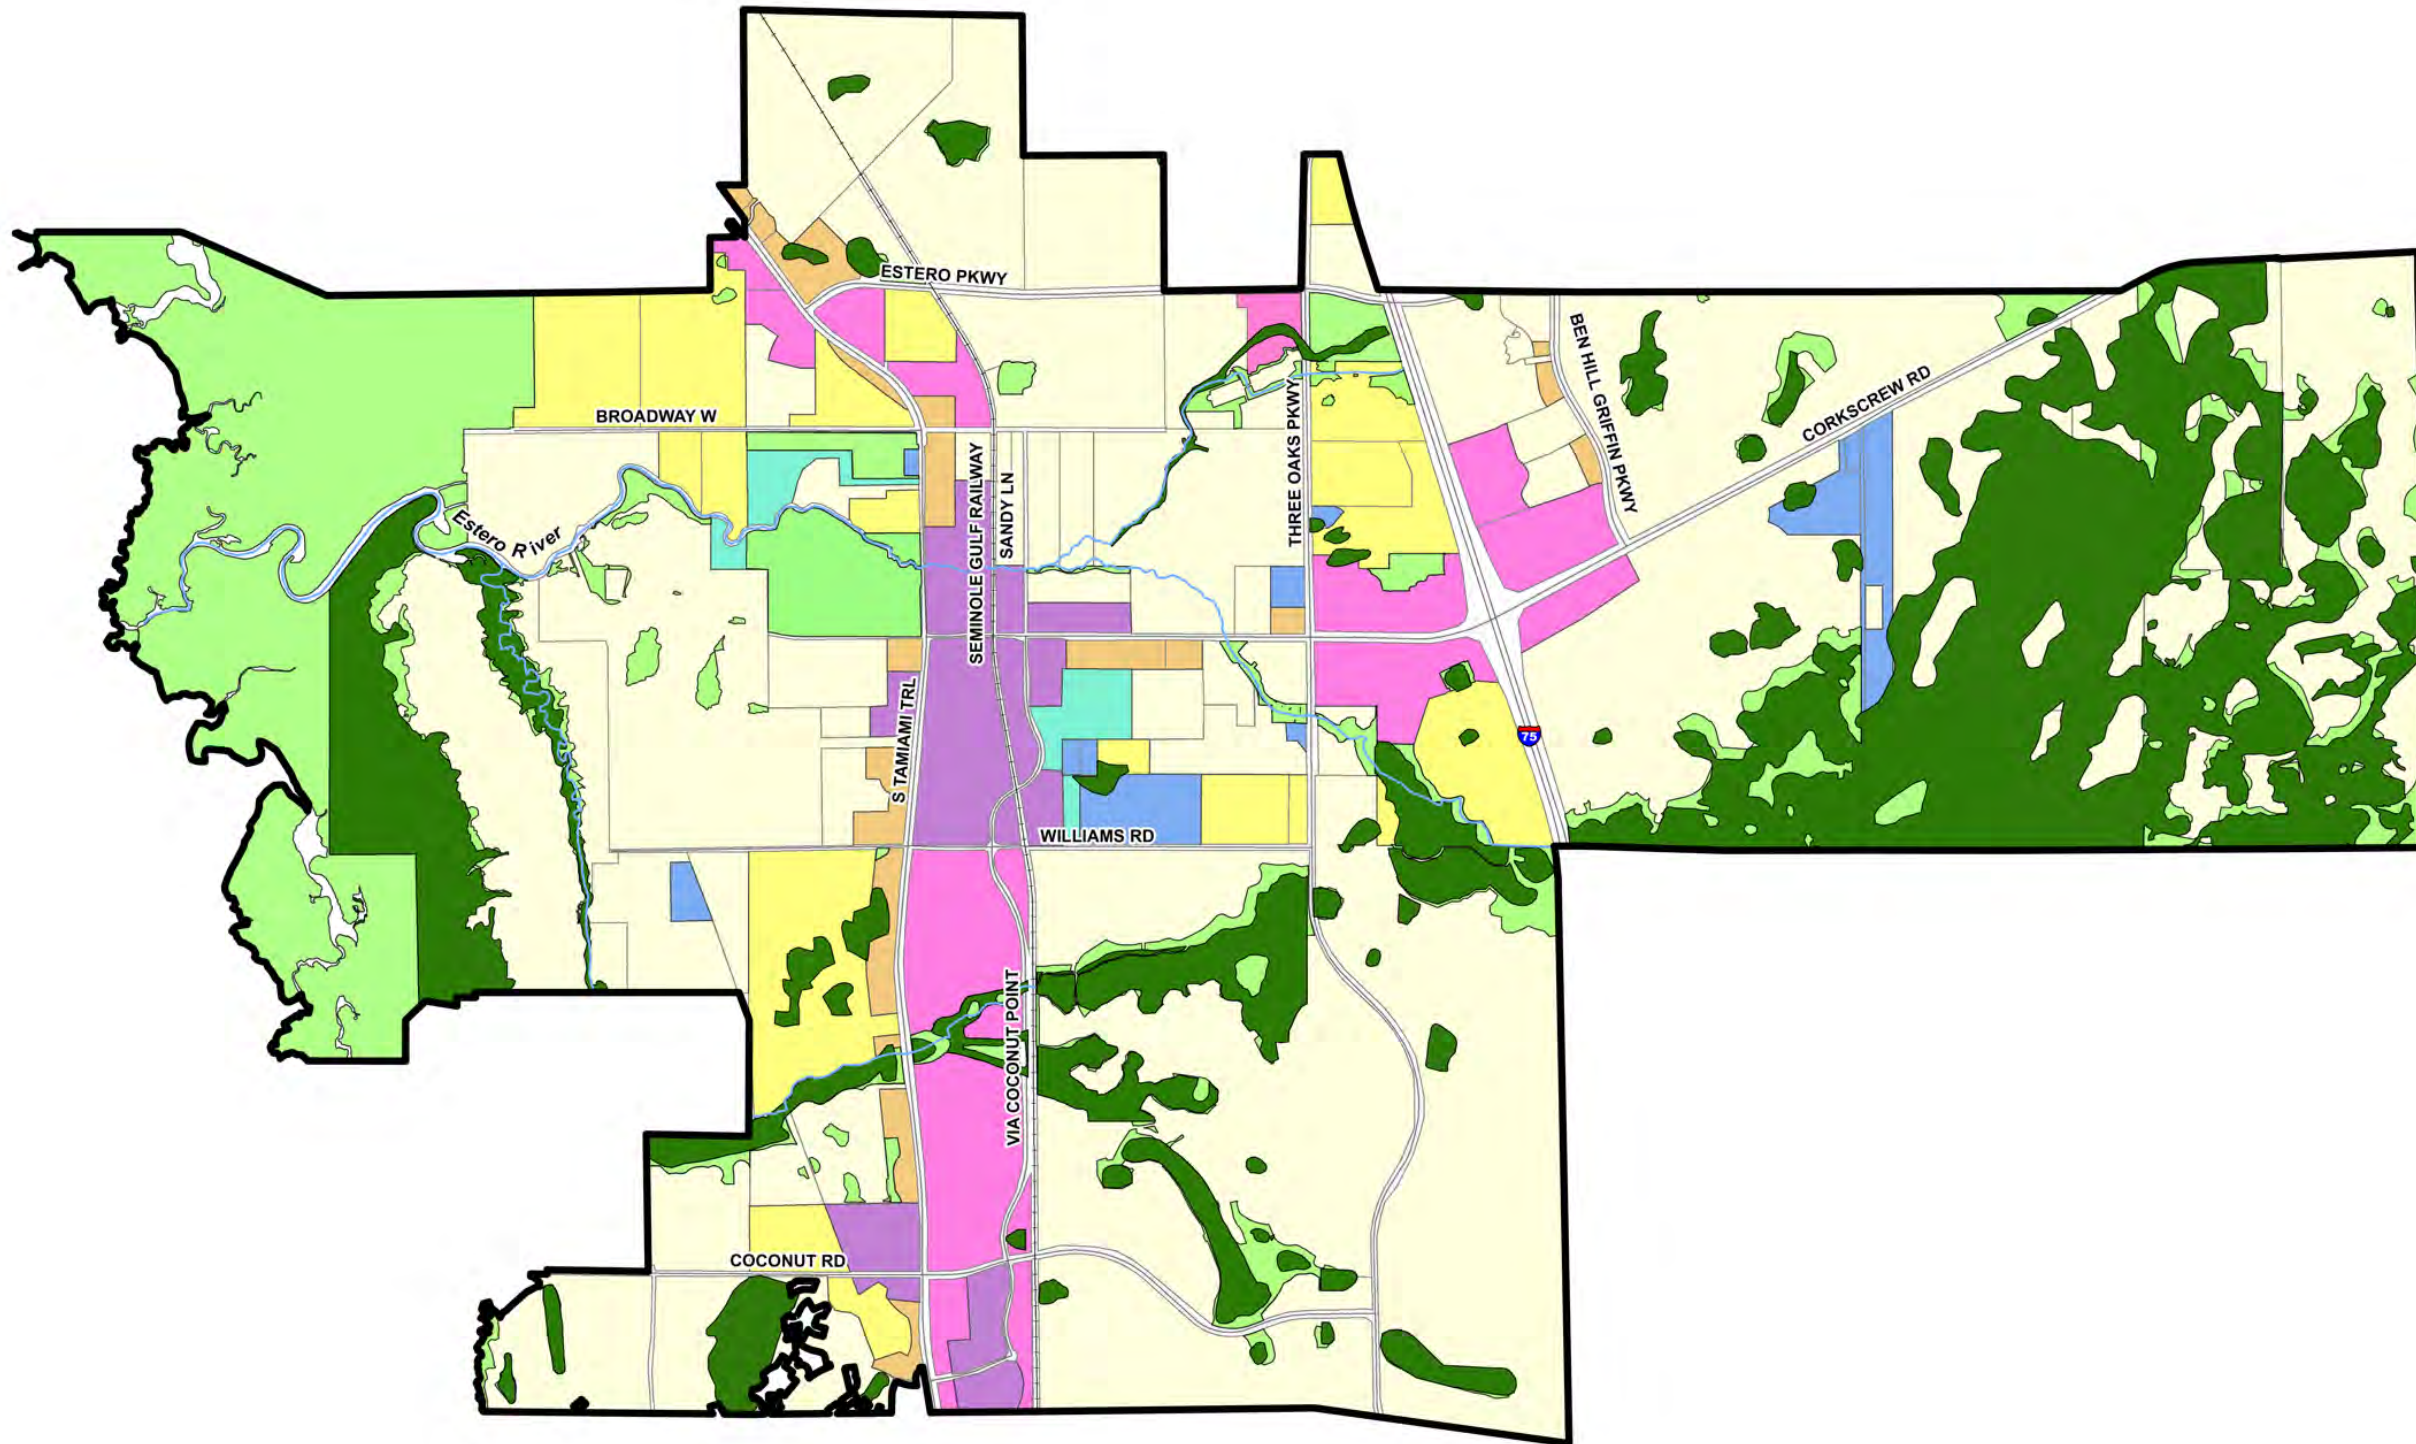 ESTERO PKWY
BEN HILL GRIFFIN PKWY
CORKSCREW RD
BROADWAY W
THREE OAKS PKWY
SEMINOLE GULF RAILWAY
SANDY LN
Estero River
S TAMIAMI TRL
75
WILLIAMS RD
VIA COCONUT POINT
COCONUT RD